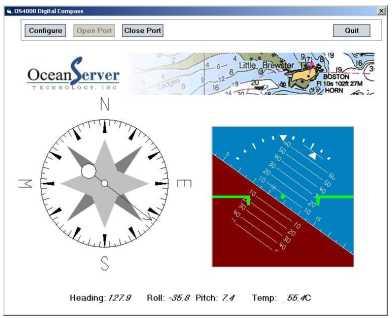 OS4000 Digital Compass
Configure Open Port Close Port Quit
OceanServer
TECHNOLOGY, INC
Little Brewster I
BOSTON
Fl 10s 102ft 27M
HORN
N
W E
S
Heading: 127.9 Roll: -35.8 Pitch: 7.4 Temp: 55.4C